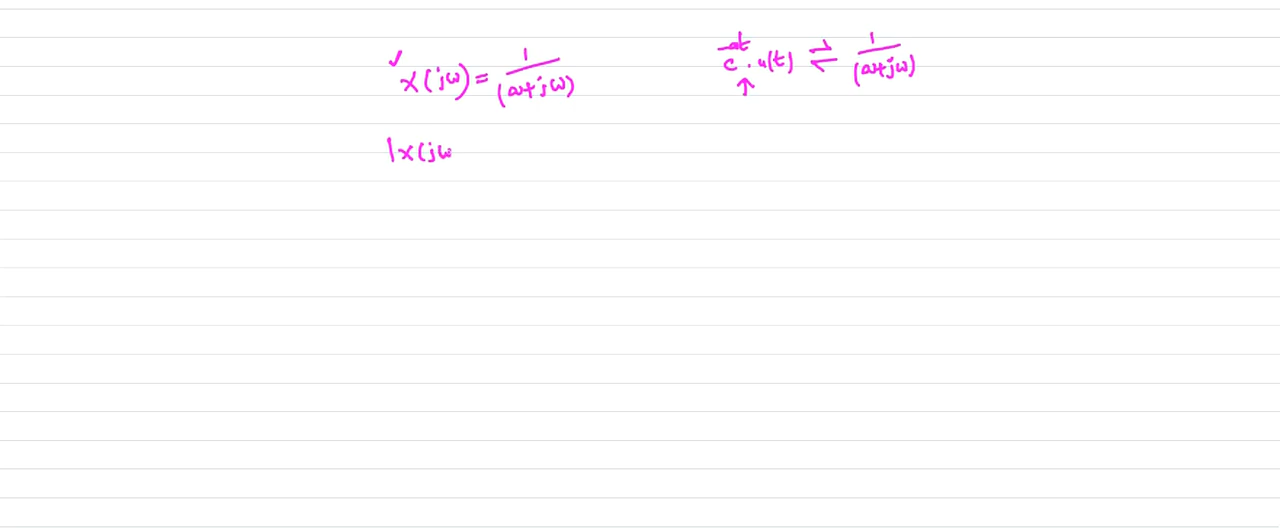 X(jω) = 1/(a+jω)
e^{-at} . u(t) ⇌ 1/(a+jω)
|X(jω